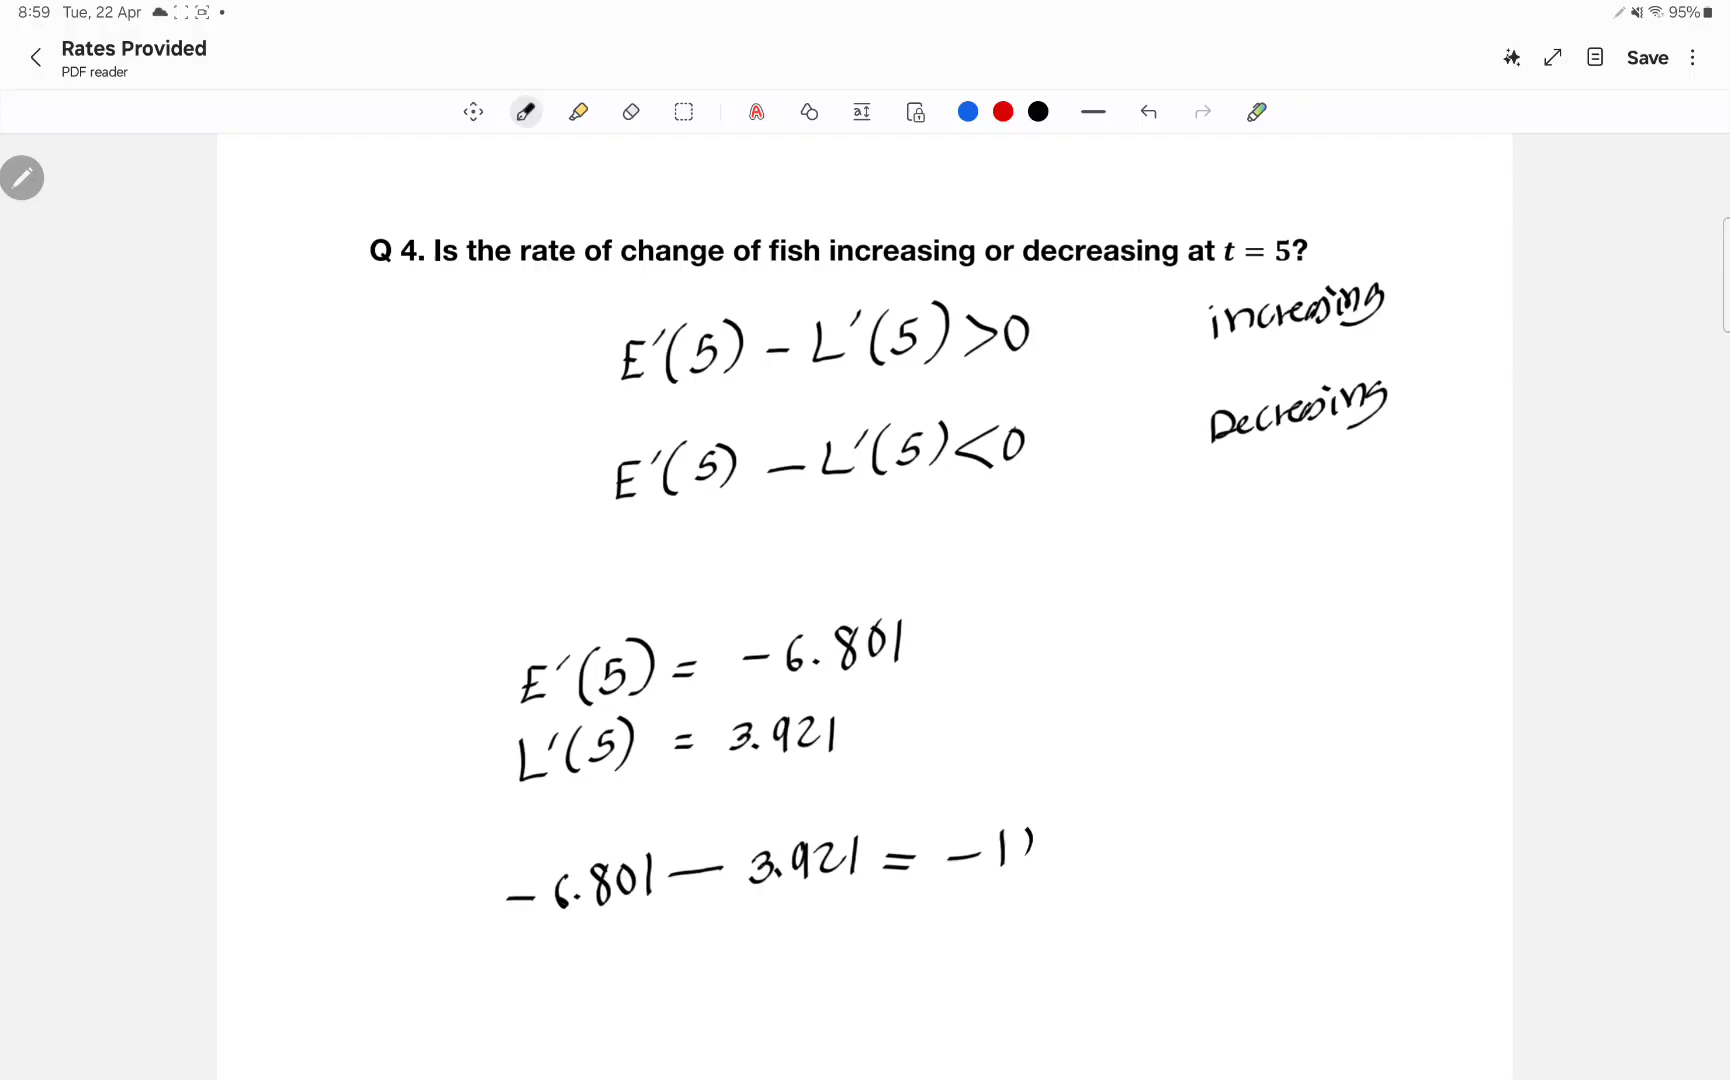 8:59 Tue, 22 Apr
95%
Rates Provided
PDF reader
Save
Q 4. Is the rate of change of fish increasing or decreasing at t = 5?
E'(5) - L'(5) > 0 increasing
E'(5) - L'(5) < 0 Decreasing
E'(5) = - 6.801
L'(5) = 3.921
- 6.801 - 3.921 = - 1